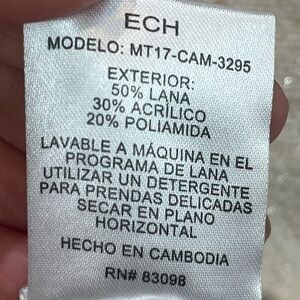 ECH
MODELO: MT17-CAM-3295
EXTERIOR:
50% LANA
30% ACRÍLICO
20% POLIAMIDA
LAVABLE A MÁQUINA EN EL
PROGRAMA DE LANA
UTILIZAR UN DETERGENTE
PARA PRENDAS DELICADAS
SECAR EN PLANO
HORIZONTAL
HECHO EN CAMBODIA
RN# 83098